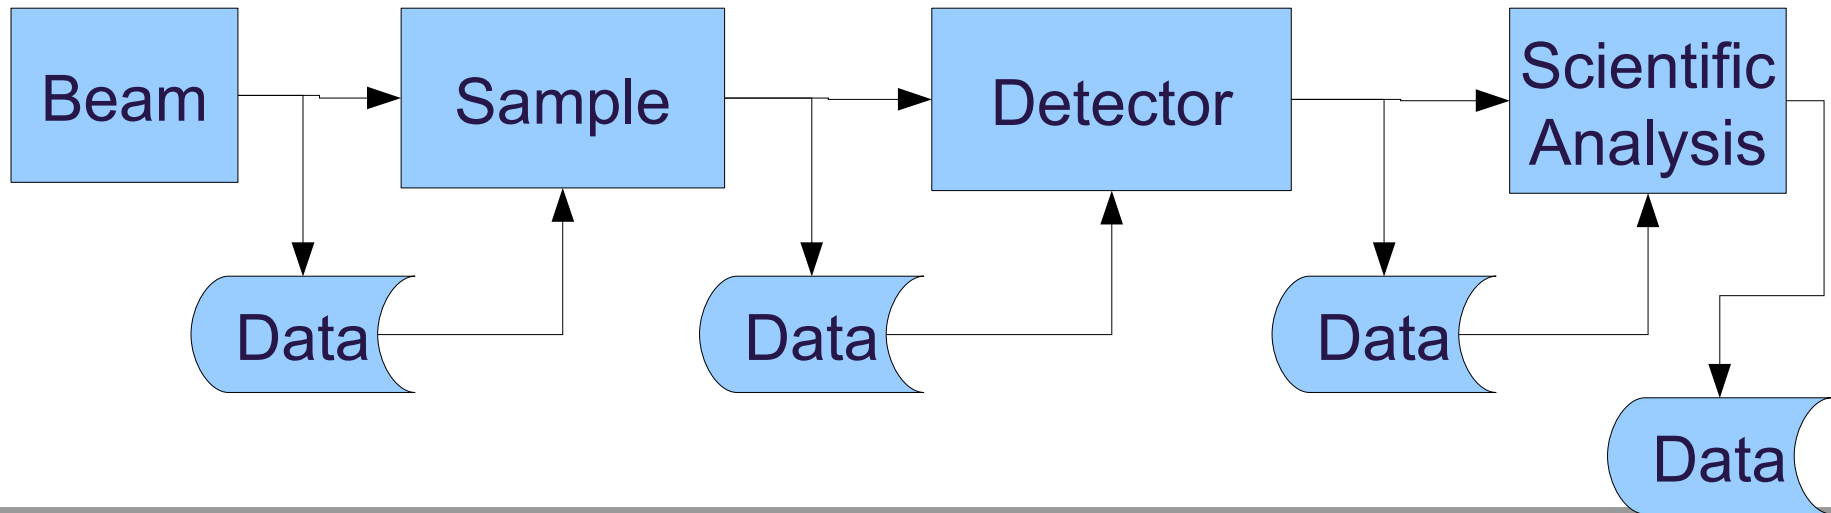 Beam
Sample
Detector
Scientific
Analysis
Data
Data
Data
Data